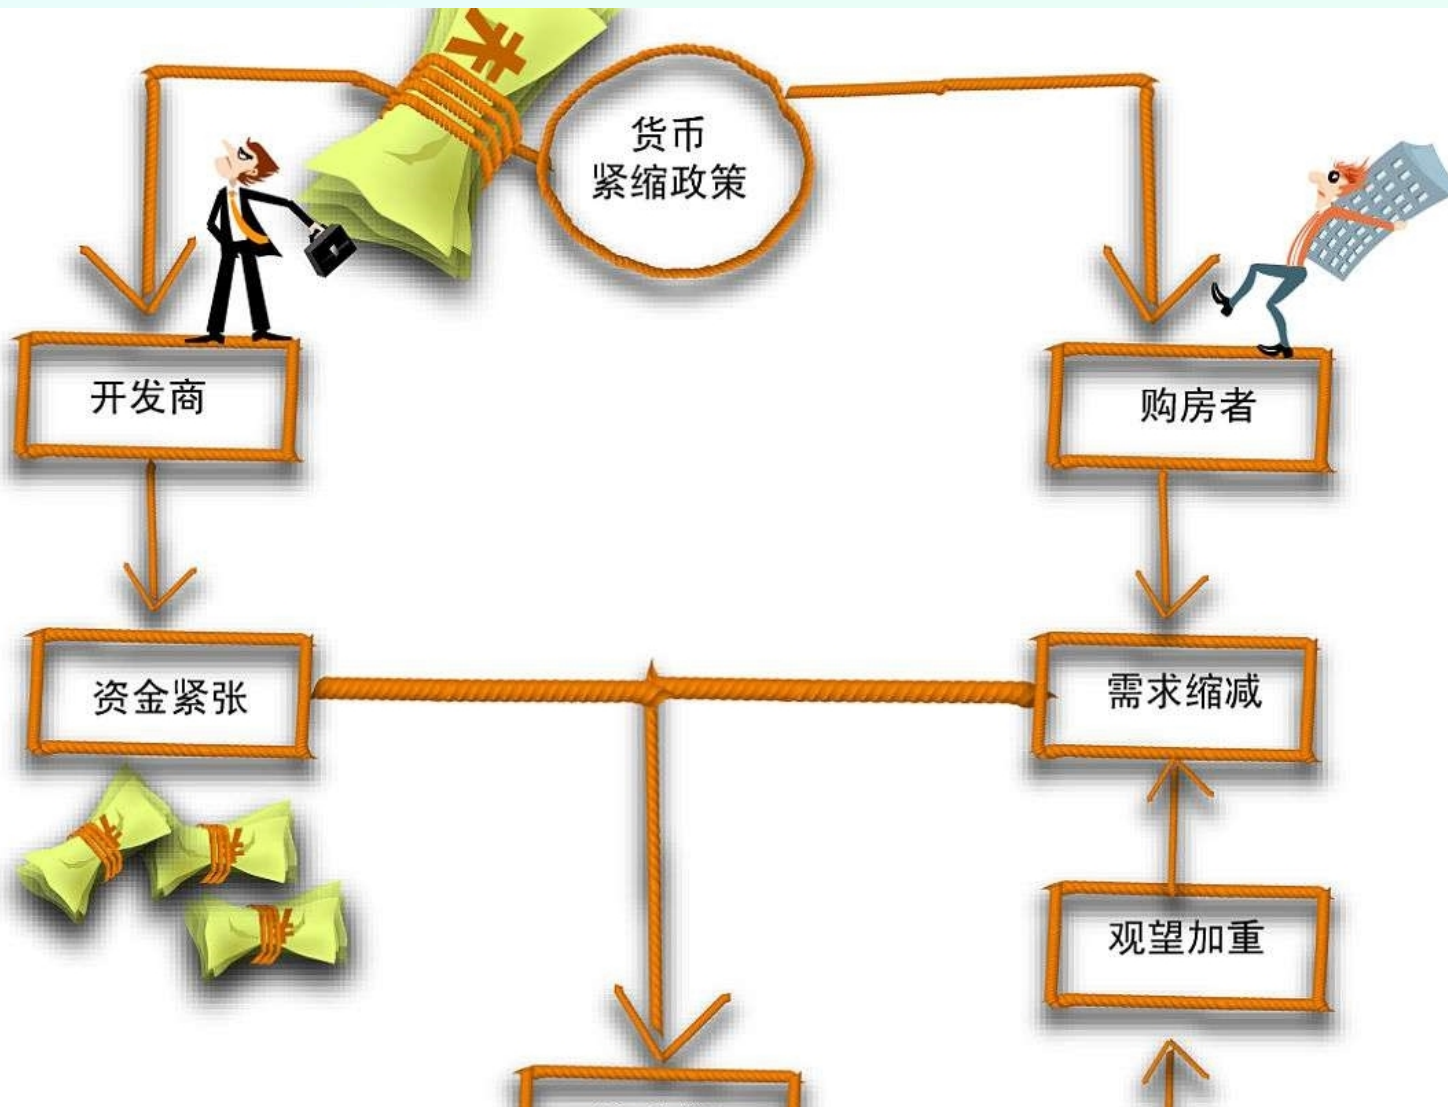 货币
紧缩政策
开发商
购房者
资金紧张
需求缩减
观望加重